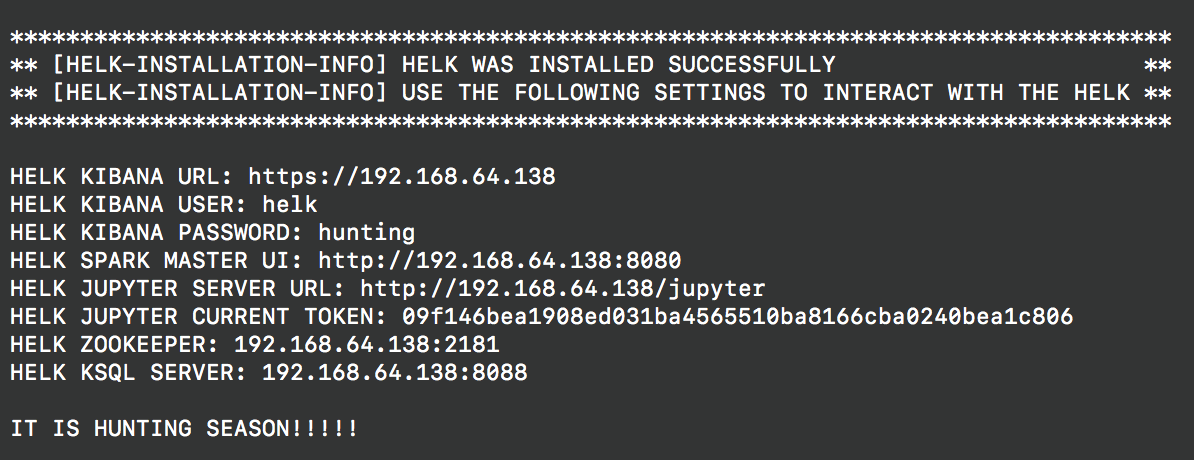 ***********************************************************************************
** [HELK-INSTALLATION-INFO] HELK WAS INSTALLED SUCCESSFULLY                      **
** [HELK-INSTALLATION-INFO] USE THE FOLLOWING SETTINGS TO INTERACT WITH THE HELK **
***********************************************************************************
HELK KIBANA URL: https://192.168.64.138
HELK KIBANA USER: helk
HELK KIBANA PASSWORD: hunting
HELK SPARK MASTER UI: http://192.168.64.138:8080
HELK JUPYTER SERVER URL: http://192.168.64.138/jupyter
HELK JUPYTER CURRENT TOKEN: 09f146bea1908ed031ba4565510ba8166cba0240bea1c806
HELK ZOOKEEPER: 192.168.64.138:2181
HELK KSQL SERVER: 192.168.64.138:8088
IT IS HUNTING SEASON!!!!!